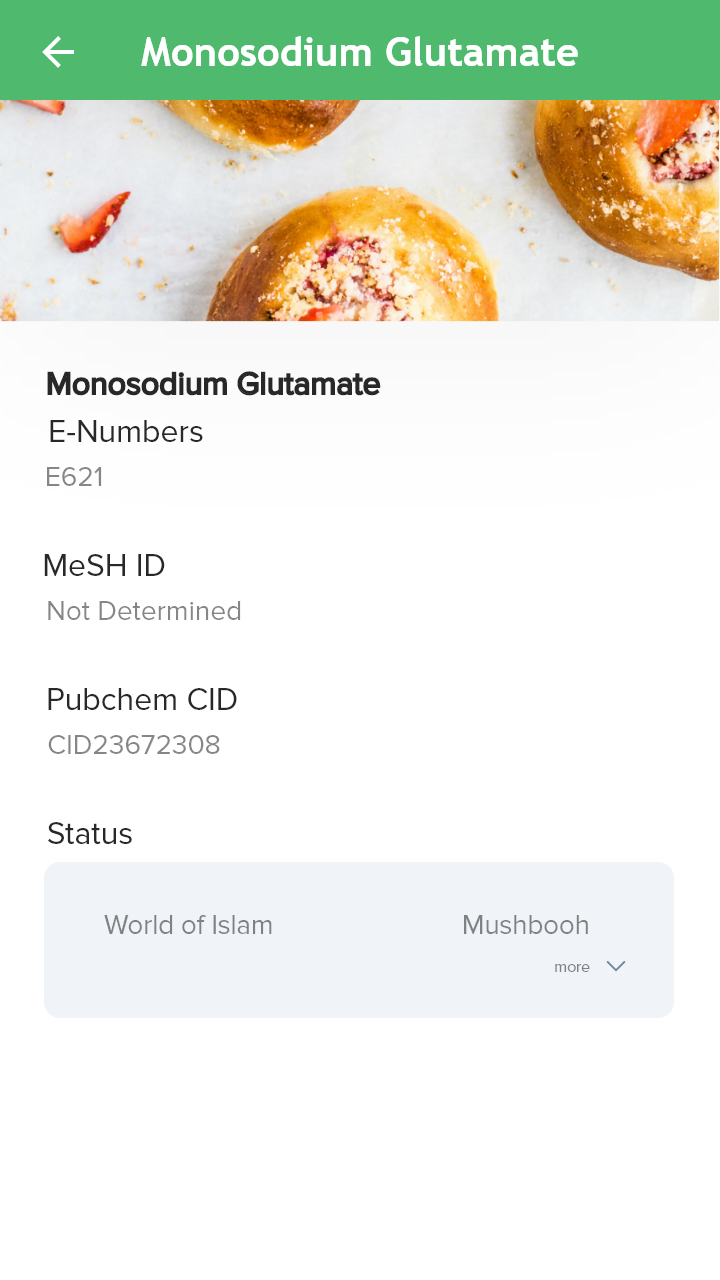 Monosodium Glutamate
Monosodium Glutamate
E-Numbers
E621
MeSH ID
Not Determined
Pubchem CID
CID23672308
Status
World of Islam Mushbooh
more